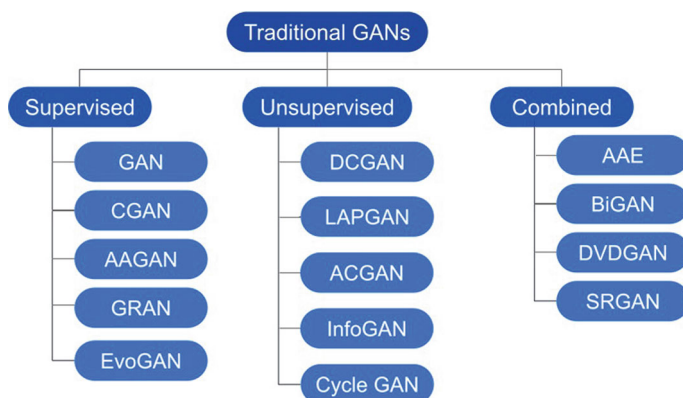 Traditional GANs
Supervised
Unsupervised
Combined
GAN
CGAN
AAGAN
GRAN
EvoGAN
DCGAN
LAPGAN
ACGAN
InfoGAN
Cycle GAN
AAE
BiGAN
DVDGAN
SRGAN